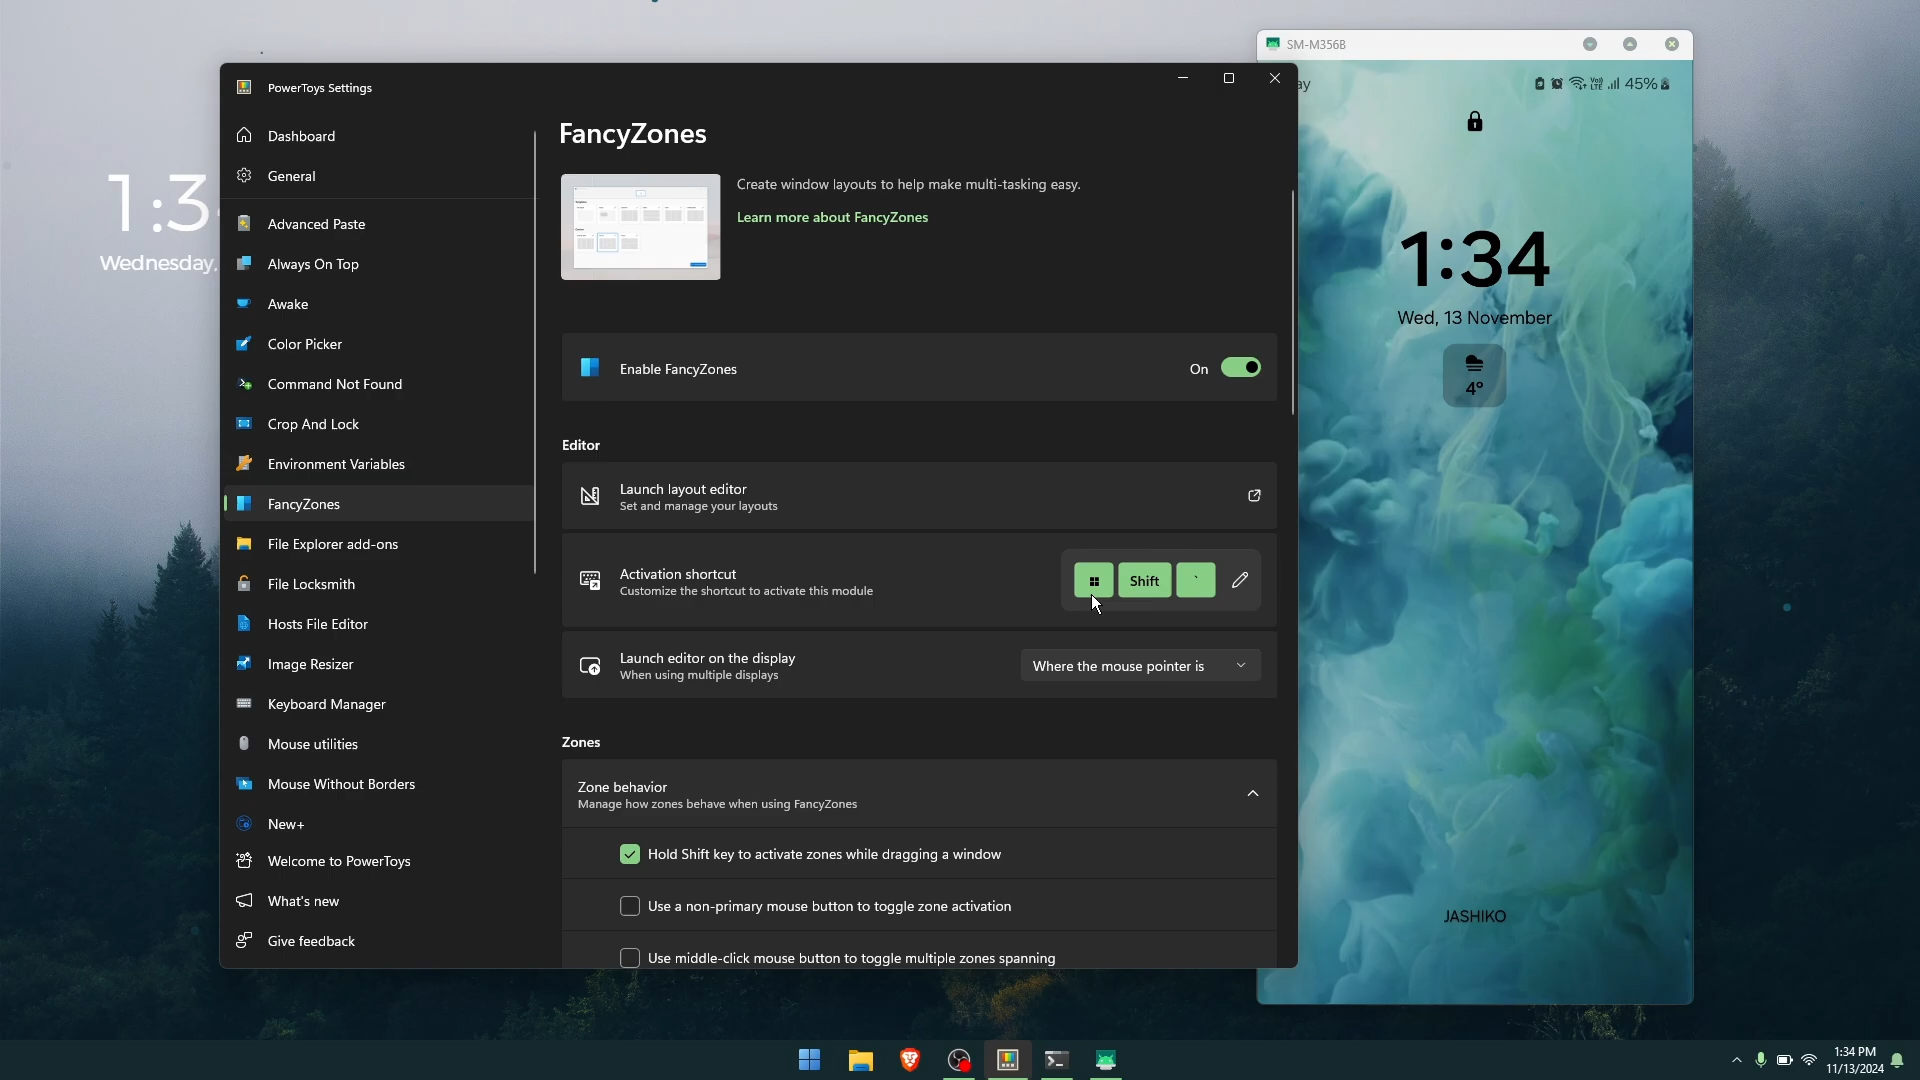 SM-M356B
PowerToys Settings
45%
Dashboard
General
Advanced Paste
Always On Top
Awake
Color Picker
Command Not Found
Crop And Lock
Environment Variables
FancyZones
File Explorer add-ons
File Locksmith
Hosts File Editor
Image Resizer
Keyboard Manager
Mouse utilities
Mouse Without Borders
New+
Welcome to PowerToys
What's new
Give feedback
FancyZones
Create window layouts to help make multi-tasking easy.
Learn more about FancyZones
Enable FancyZones
On
Editor
Launch layout editor
Set and manage your layouts
Activation shortcut
Customize the shortcut to activate this module
Shift
`
Launch editor on the display
When using multiple displays
Where the mouse pointer is
Zones
Zone behavior
Manage how zones behave when using FancyZones
Hold Shift key to activate zones while dragging a window
Use a non-primary mouse button to toggle zone activation
Use middle-click mouse button to toggle multiple zones spanning
1:3
Wednesday,
1:34
Wed, 13 November
4°
JASHIKO
1:34 PM
11/13/2024